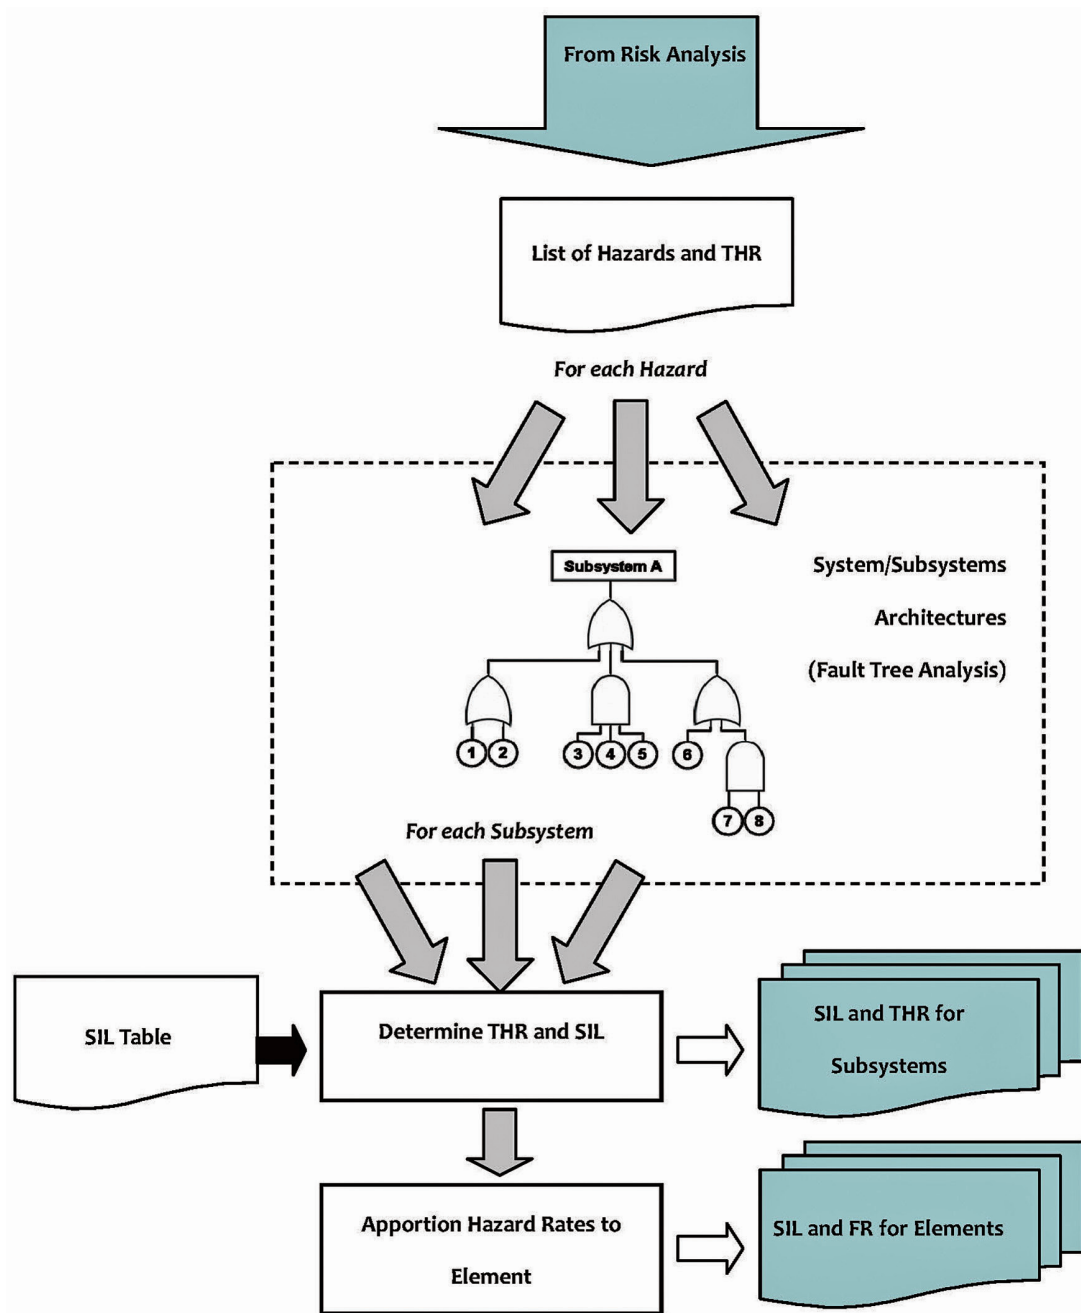 From Risk Analysis
List of Hazards and THR
For each Hazard
Subsystem A
System/Subsystems
Architectures
(Fault Tree Analysis)
1 2 3 4 5 6
7 8
For each Subsystem
SIL Table
Determine THR and SIL
SIL and THR for
Subsystems
Apportion Hazard Rates to
Element
SIL and FR for Elements